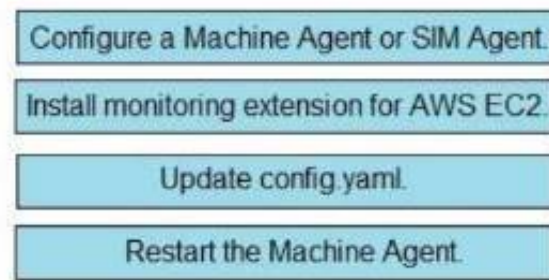 Configure a Machine Agent or SIM Agent.
Install monitoring extension for AWS EC2.
Update config.yaml.
Restart the Machine Agent.